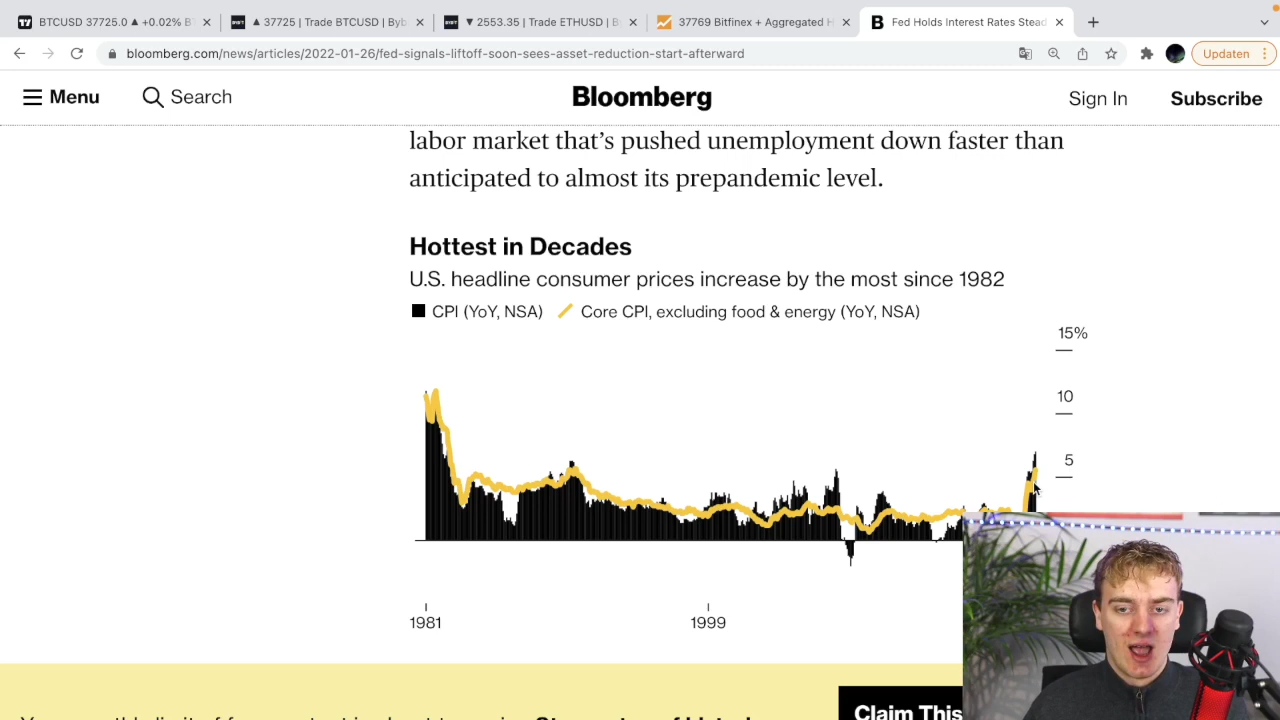 BTCUSD 37725.0 ▲ +0.02%
▲ 37725 | Trade BTCUSD | Byb
▼ 2553.35 | Trade ETHUSD | B
37769 Bitfinex + Aggregated
Fed Holds Interest Rates Stead
bloomberg.com/news/articles/2022-01-26/fed-signals-liftoff-soon-sees-asset-reduction-start-afterward
Updaten
Menu
Search
Bloomberg
Sign In
Subscribe
labor market that’s pushed unemployment down faster than
anticipated to almost its prepandemic level.
Hottest in Decades
U.S. headline consumer prices increase by the most since 1982
CPI (YoY, NSA)
Core CPI, excluding food & energy (YoY, NSA)
15%
10
5
1981
1999
Claim This